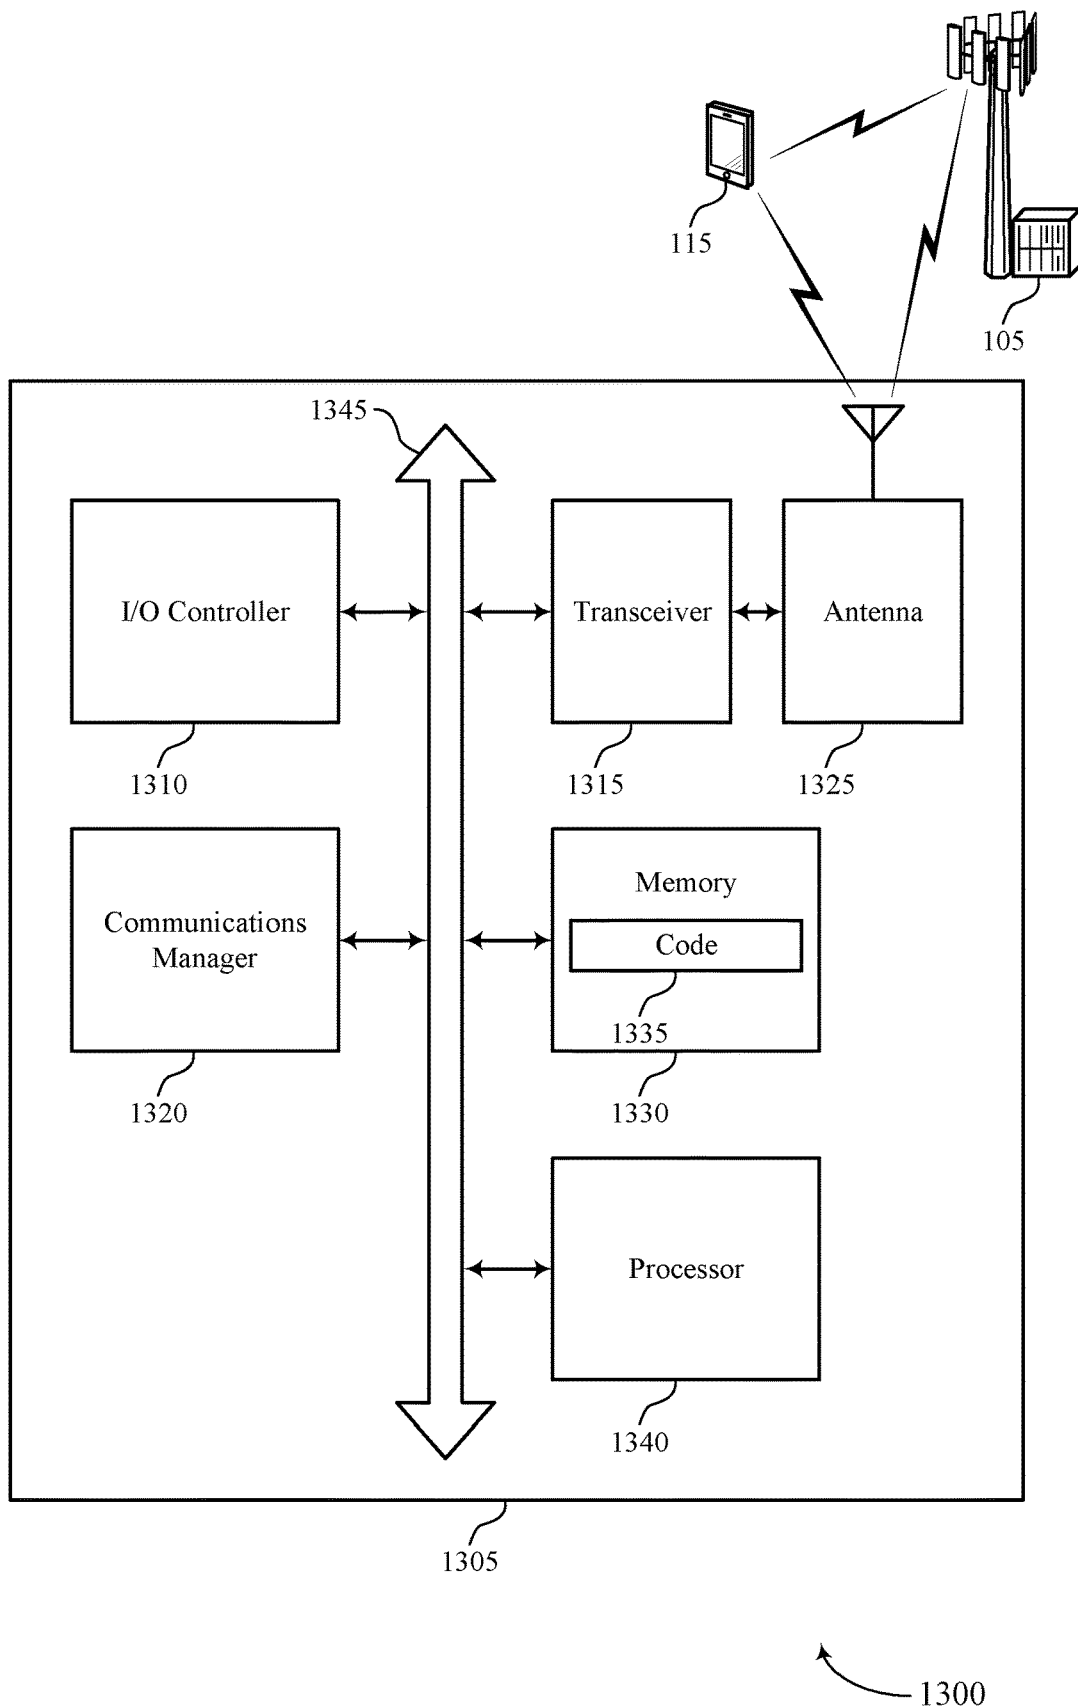 115
105
1345
I/O Controller
Transceiver
Antenna
1310
1315
1325
Communications
Manager
Memory
Code
1335
1320
1330
Processor
1340
1305
1300